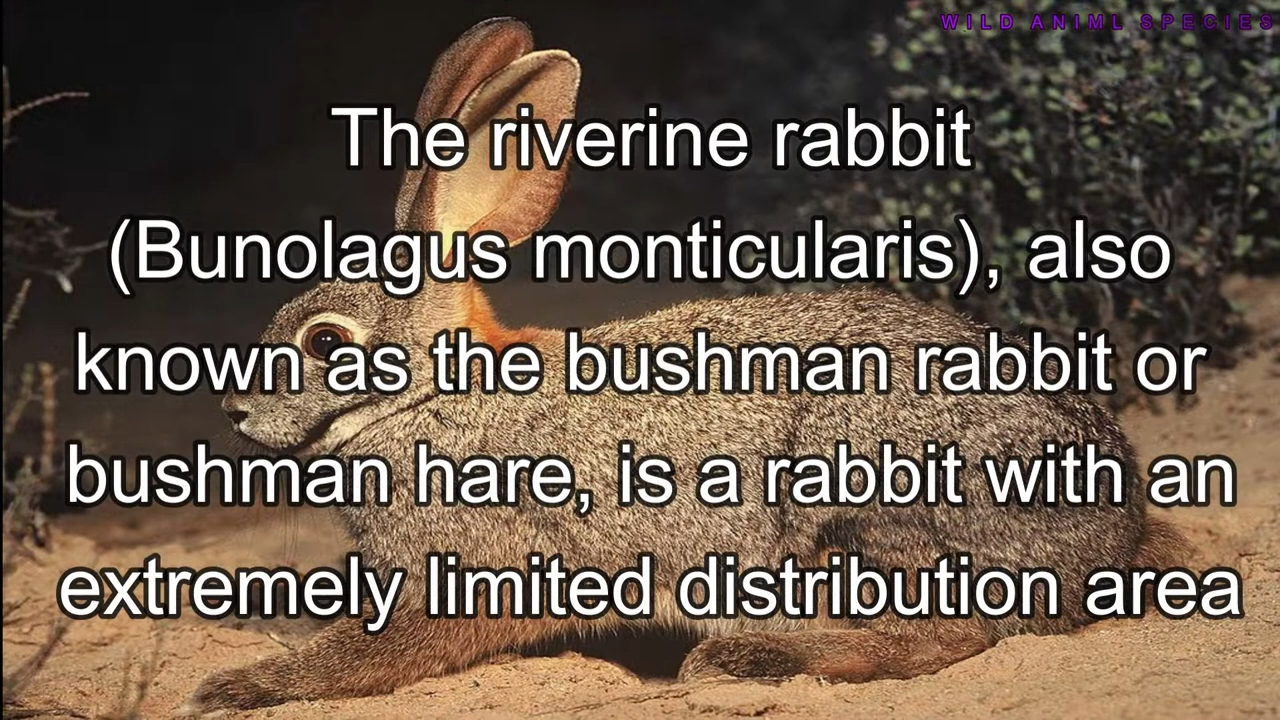 WILD ANIML SPECIES
The riverine rabbit
(Bunolagus monticularis), also
known as the bushman rabbit or
bushman hare, is a rabbit with an
extremely limited distribution area